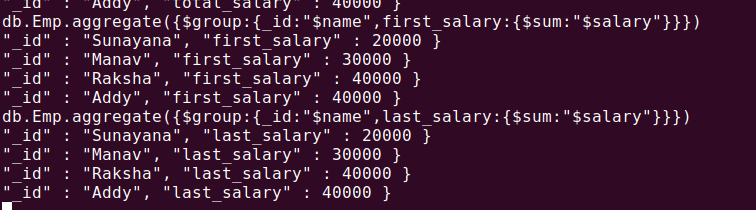 "_id" : "Addy", "total_salary" : 40000 }
db.Emp.aggregate({$group:{_id:"$name",first_salary:{$sum:"$salary"}}})
"_id" : "Sunayana", "first_salary" : 20000 }
"_id" : "Manav", "first_salary" : 30000 }
"_id" : "Raksha", "first_salary" : 40000 }
"_id" : "Addy", "first_salary" : 40000 }
db.Emp.aggregate({$group:{_id:"$name",last_salary:{$sum:"$salary"}}})
"_id" : "Sunayana", "last_salary" : 20000 }
"_id" : "Manav", "last_salary" : 30000 }
"_id" : "Raksha", "last_salary" : 40000 }
"_id" : "Addy", "last_salary" : 40000 }